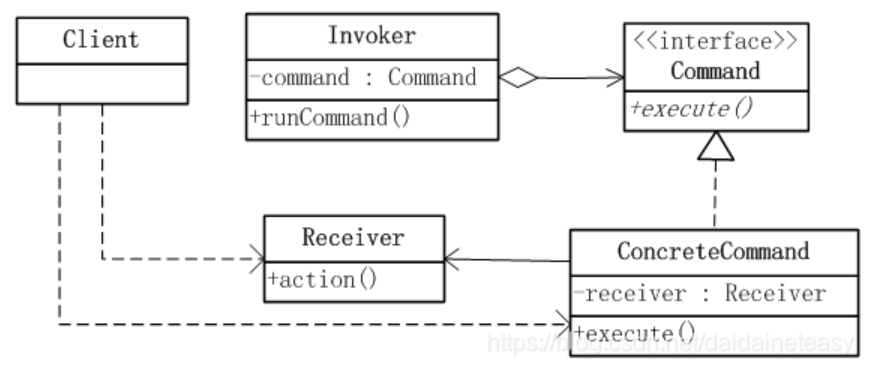 Client
Invoker
-command : Command
+runCommand()
<<interface>>
Command
+execute()
Receiver
+action()
ConcreteCommand
-receiver : Receiver
+execute()
https://blog.csdn.net/daidaineteasy